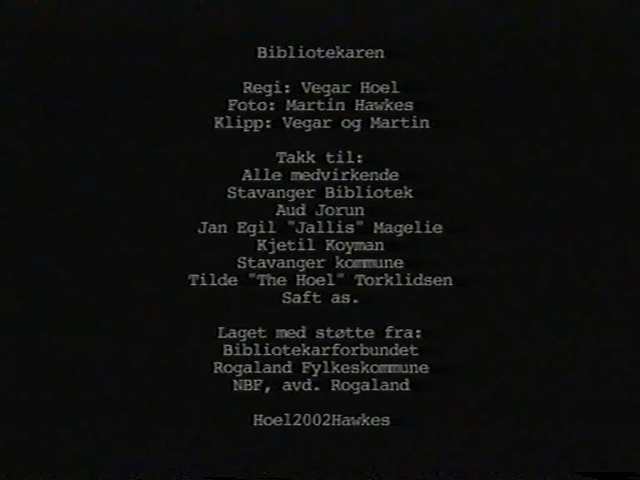 Bibliotekaren
Regi: Vegar Hoel
Foto: Martin Hawkes
Klipp: Vegar og Martin
Takk til:
Alle medvirkende
Stavanger Bibliotek
Aud Jorun
Jan Egil "Jallis" Magelie
Kjetil Koyman
Stavanger kommune
Tilde "The Hoel" Torklidsen
Saft as.
Laget med støtte fra:
Bibliotekarforbundet
Rogaland Fylkeskommune
NBF, avd. Rogaland
Hoel2002Hawkes